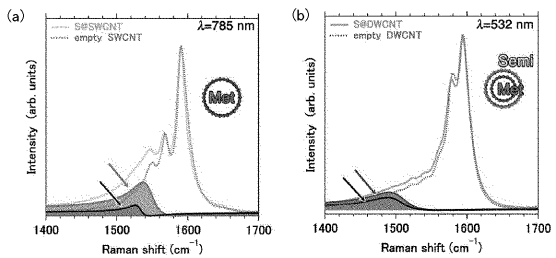 (a)
S@SWCNT
empty SWCNT
λ=785 nm
Met
Intensity (arb. units)
1400 1500 1600 1700
Raman shift (cm⁻¹)
(b)
S@DWCNT
empty DWCNT
λ=532 nm
Semi
Met
Intensity (arb. units)
1400 1500 1600 1700
Raman shift (cm⁻¹)